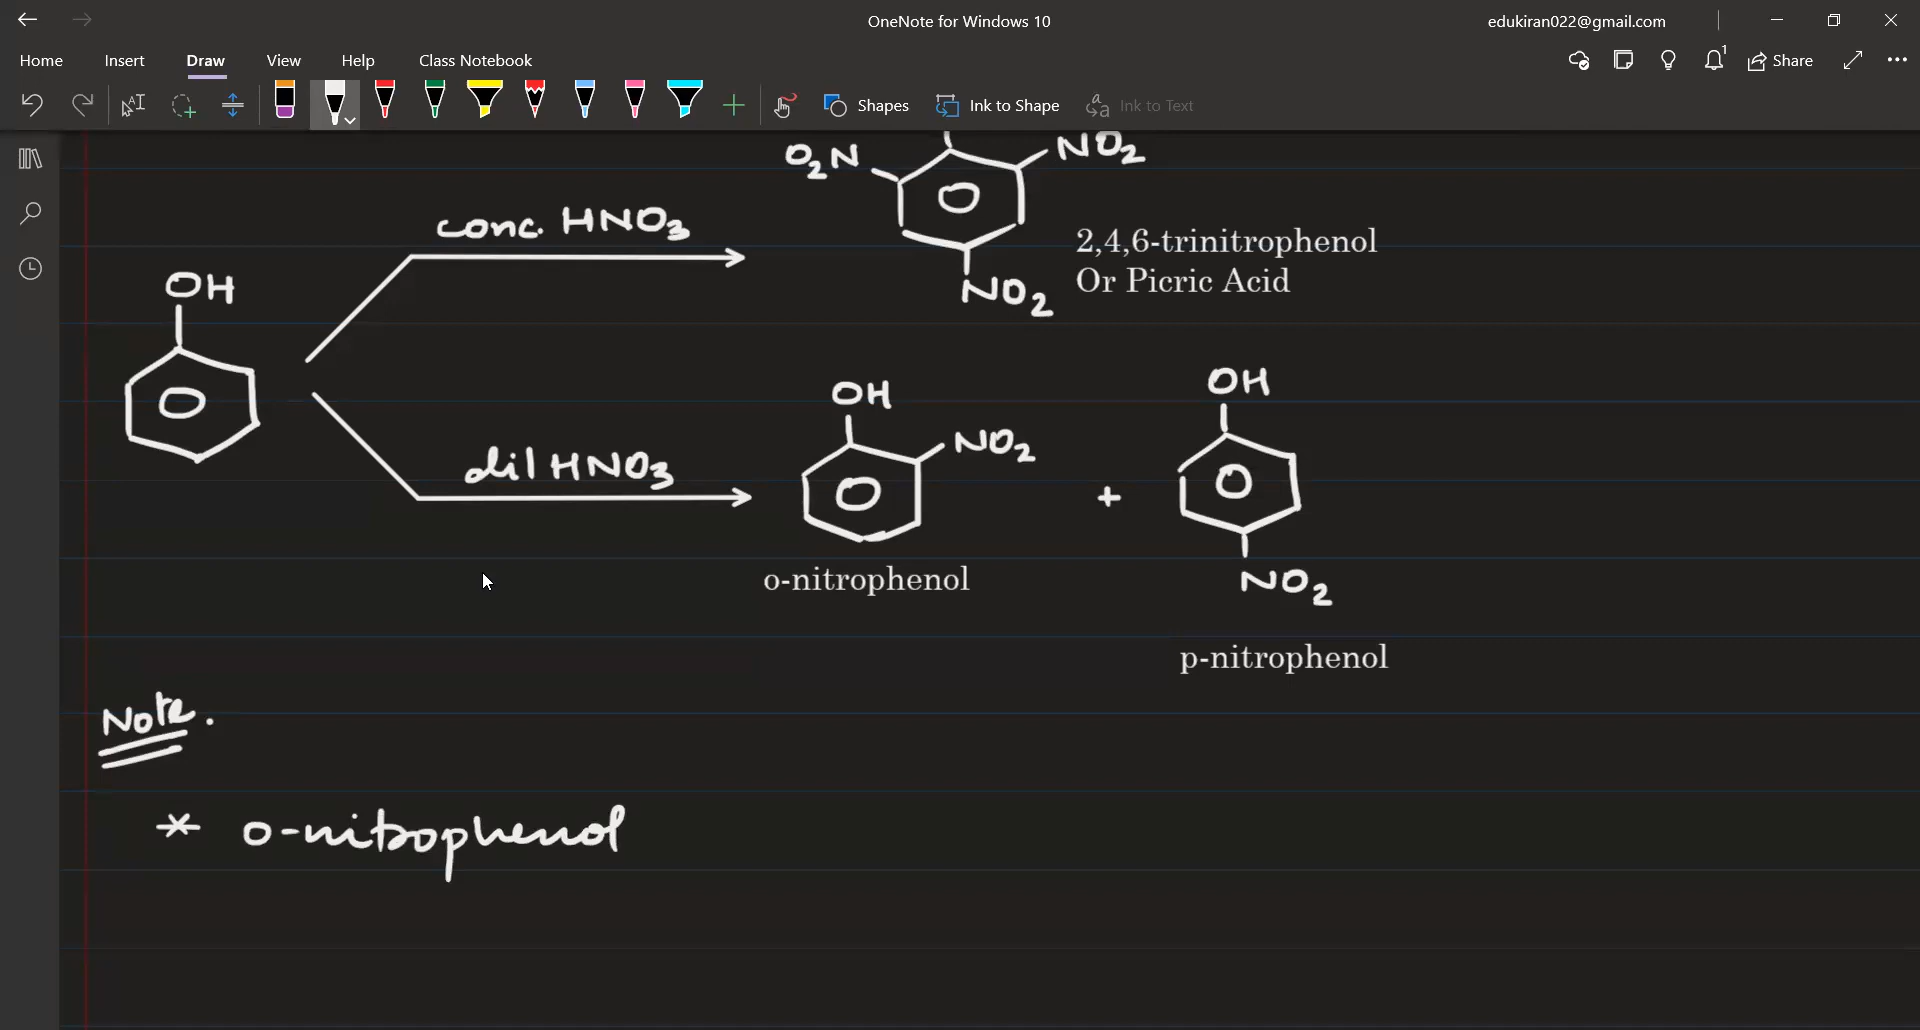 OneNote for Windows 10
edukiran022@gmail.com
Home Insert Draw View Help Class Notebook
1
Share
Shapes Ink to Shape Ink to Text
O2N NO2
conc. HNO3
2,4,6-trinitrophenol
Or Picric Acid
NO2
OH
OH
OH
NO2
dil HNO3
+
NO2
o-nitrophenol
p-nitrophenol
Note.
* o-nitrophenol